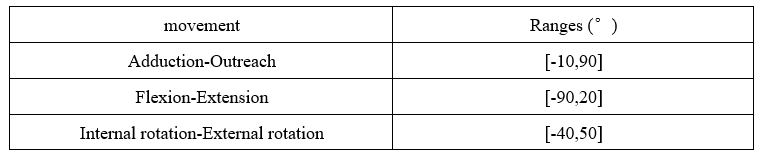 movement Ranges (° )
Adduction-Outreach [-10,90]
Flexion-Extension [-90,20]
Internal rotation-External rotation [-40,50]